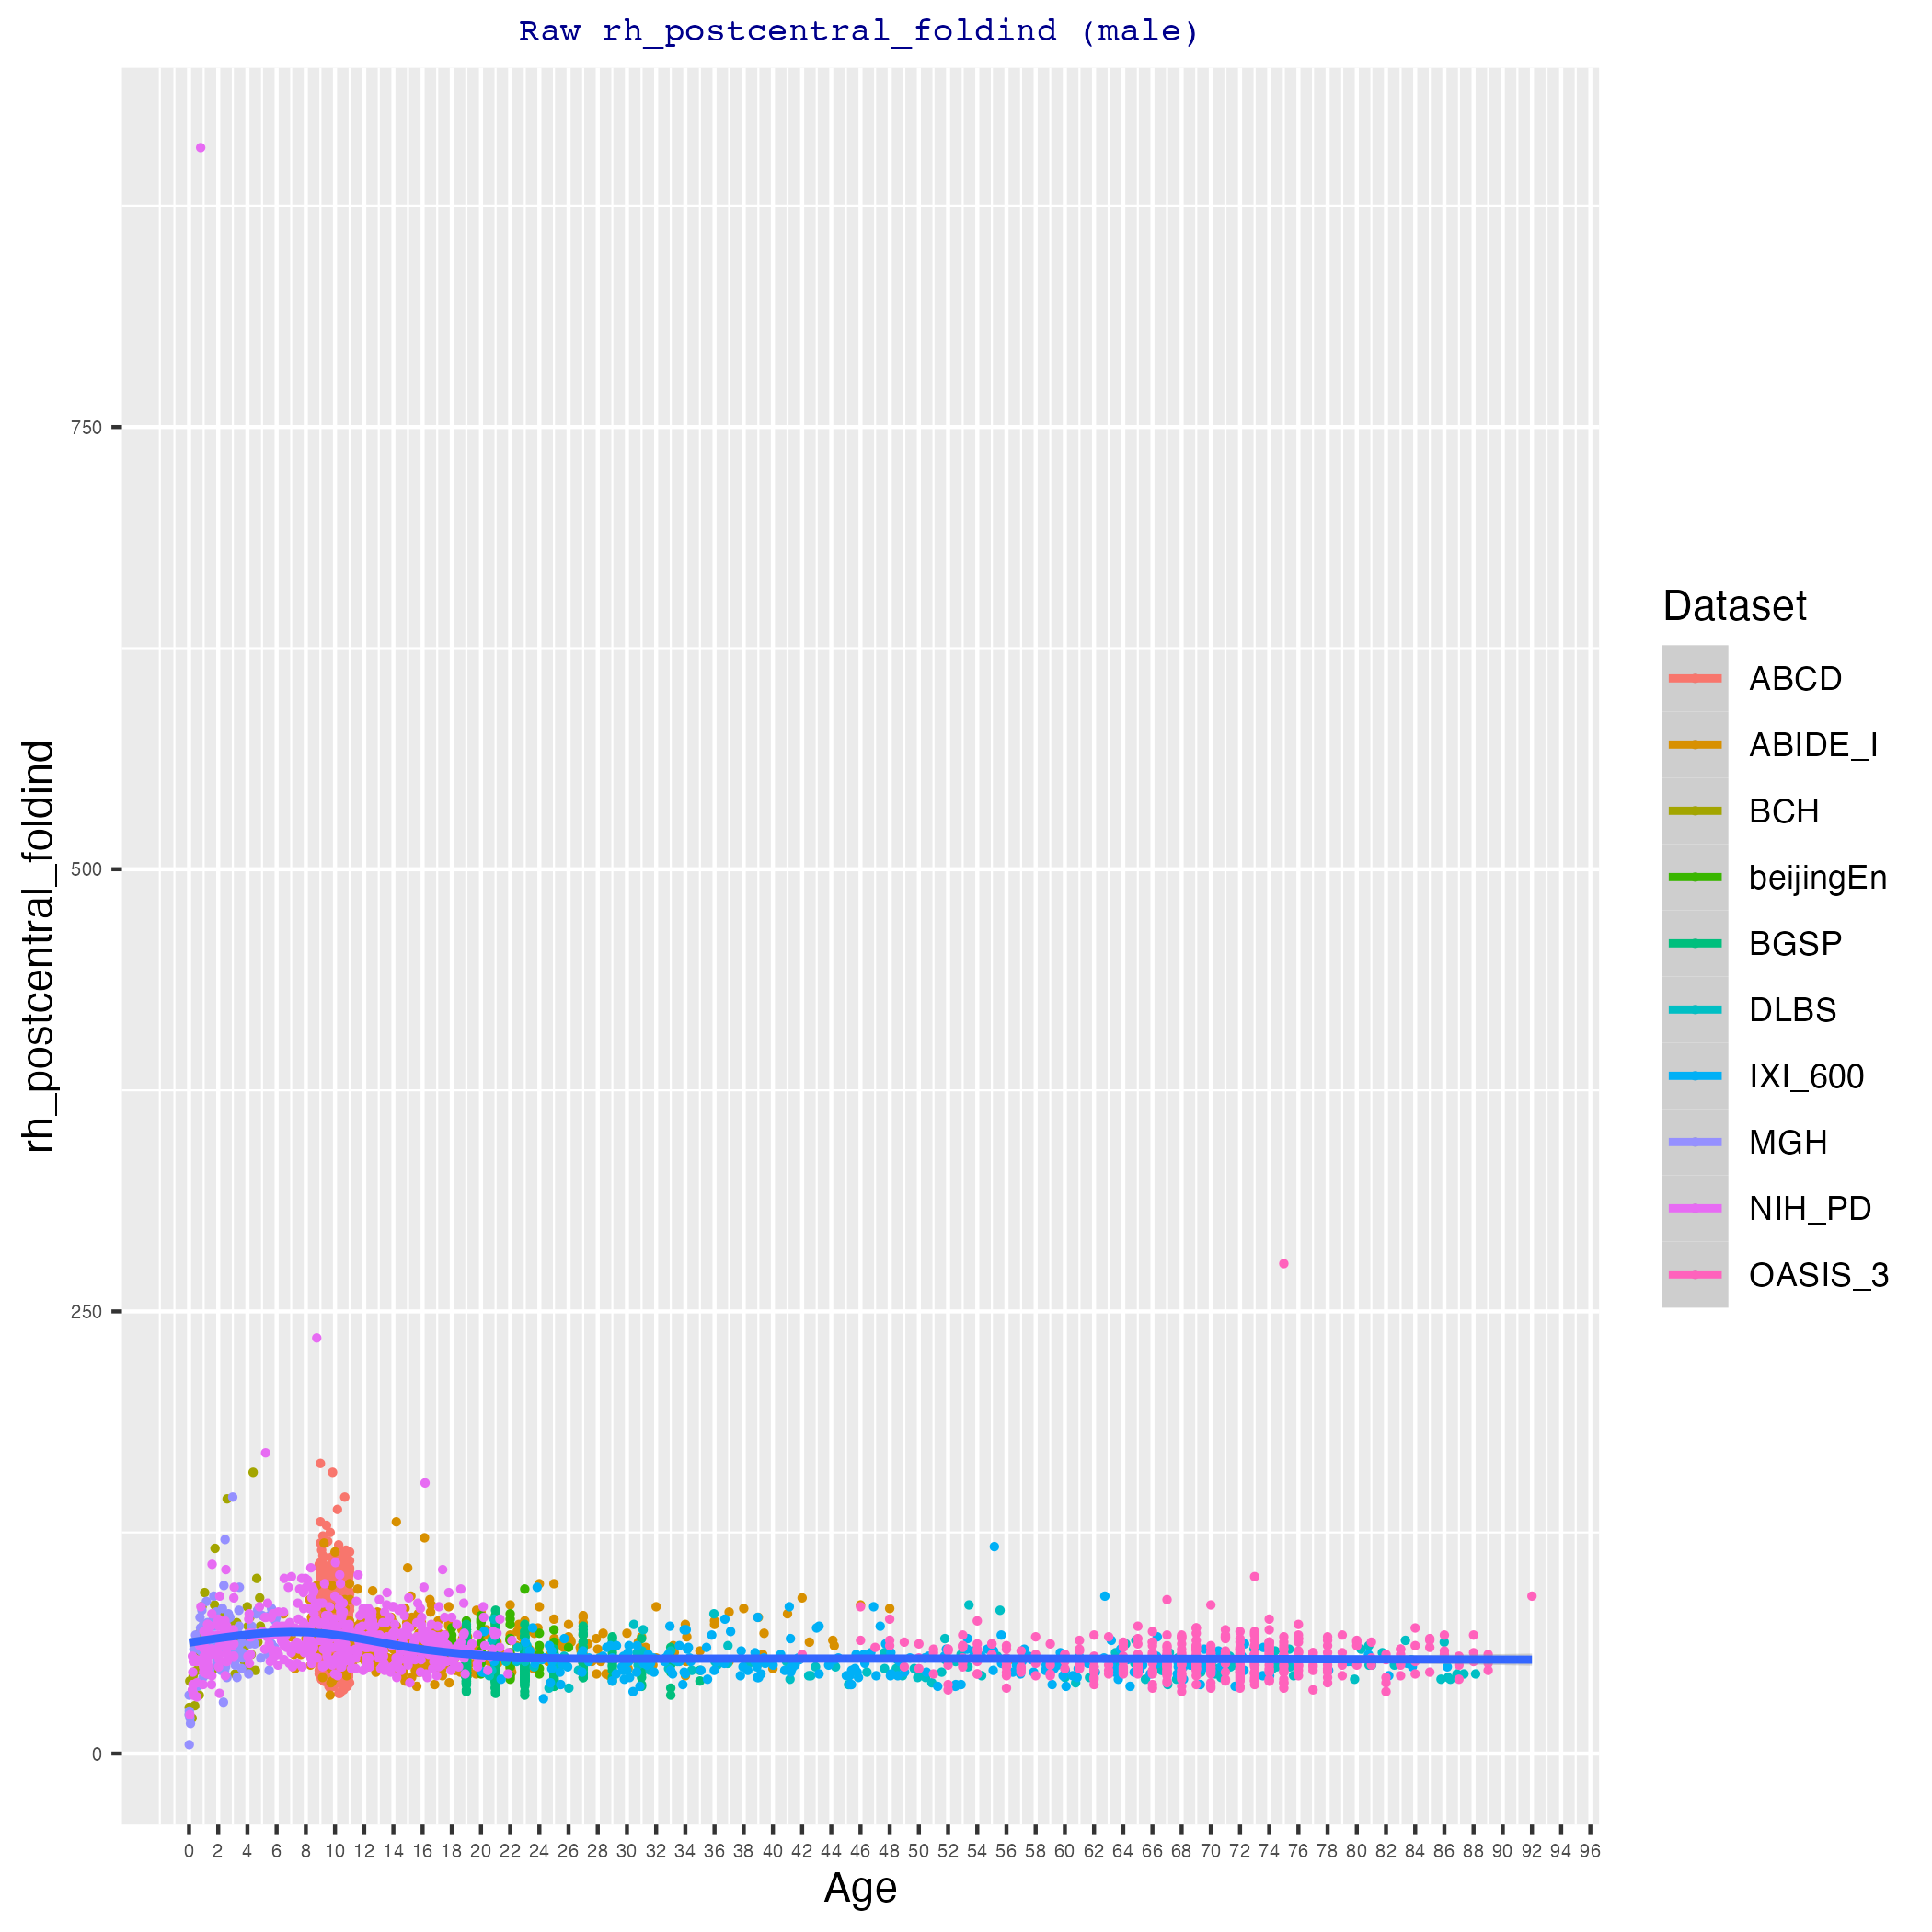 Raw rh_postcentral_foldind (male)
rh_postcentral_foldind
750
500
250
0
0 2 4 6 8 10 12 14 16 18 20 22 24 26 28 30 32 34 36 38 40 42 44 46 48 50 52 54 56 58 60 62 64 66 68 70 72 74 76 78 80 82 84 86 88 90 92 94 96
Age
Dataset
ABCD
ABIDE_I
BCH
beijingEn
BGSP
DLBS
IXI_600
MGH
NIH_PD
OASIS_3